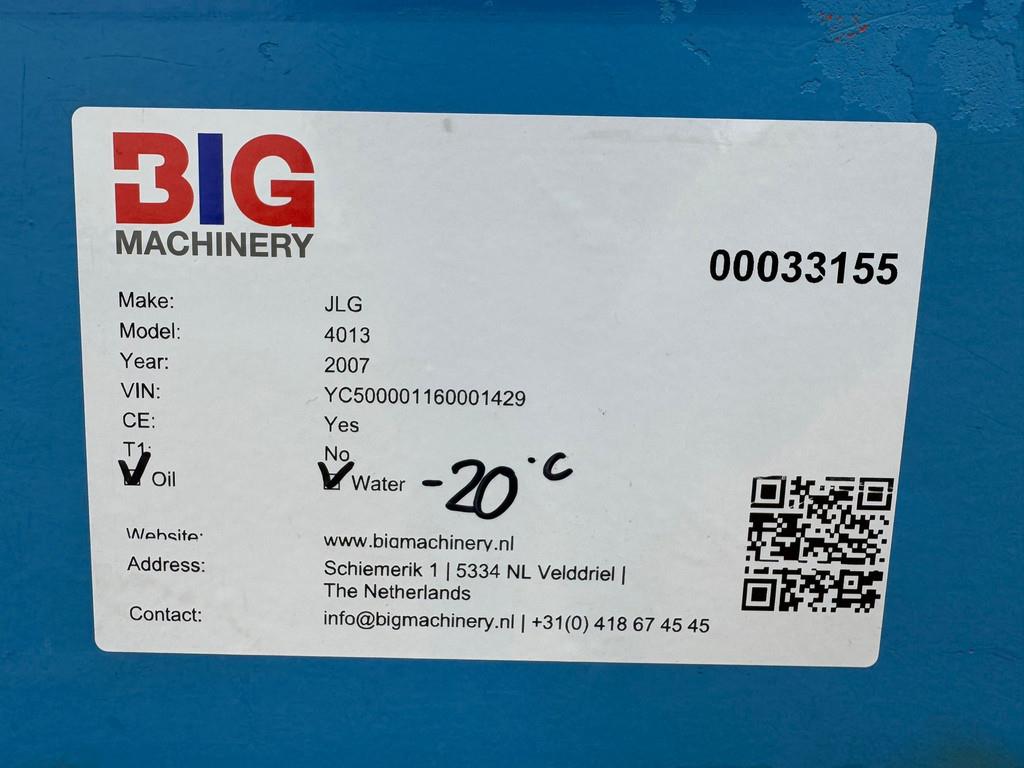 BIG
MACHINERY
00033155
Make: JLG
Model: 4013
Year: 2007
VIN: YC500001160001429
CE: Yes
T1: No
Oil Water -20°C
Website: www.bigmachinery.nl
Address: Schiemerik 1 | 5334 NL Velddriel |
The Netherlands
Contact: info@bigmachinery.nl | +31(0) 418 67 45 45